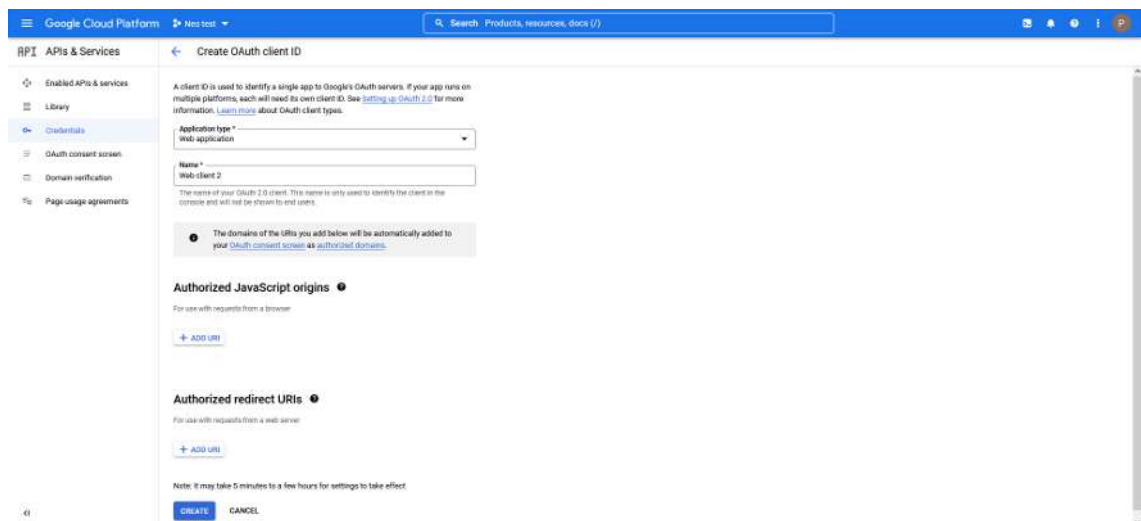 Google Cloud Platform
Nes test
Search Products, resources, docs (/)
P
API APIs & Services
Create OAuth client ID
Enabled APIs & services
Library
Credentials
OAuth consent screen
Domain verification
Page usage agreements
A client ID is used to identify a single app to Google's OAuth servers. If your app runs on
multiple platforms, each will need its own client ID. See Setting up OAuth 2.0 for more
information. Learn more about OAuth client types.
Application type *
Web application
Name *
Web client 2
The name of your OAuth 2.0 client. This name is only used to identify the client in the
console and will not be shown to end users.
The domains of the URIs you add below will be automatically added to
your OAuth consent screen as authorized domains.
Authorized JavaScript origins
For use with requests from a browser
+ ADD URI
Authorized redirect URIs
For use with requests from a web server
+ ADD URI
Note: It may take 5 minutes to a few hours for settings to take effect
CREATE CANCEL